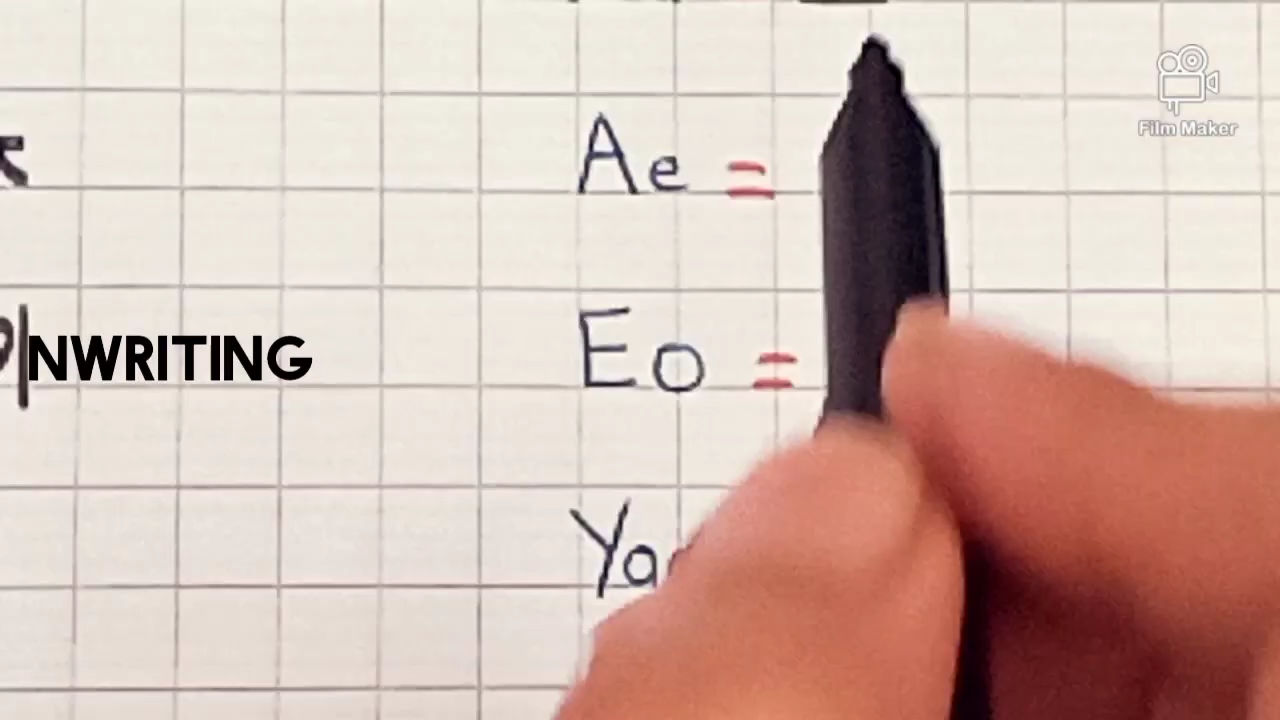 Film Maker
Ae =
NWRITING
Eo =